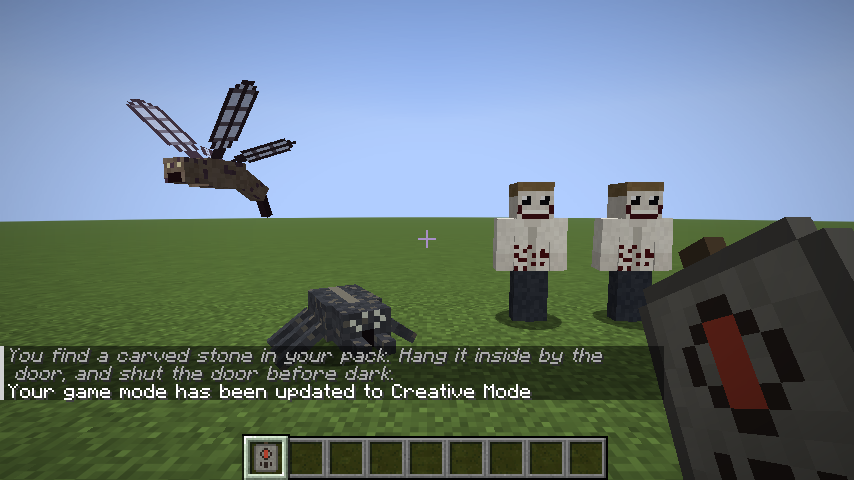 You find a carved stone in your pack. Hang it inside by the
door, and shut the door before dark.
Your game mode has been updated to Creative Mode